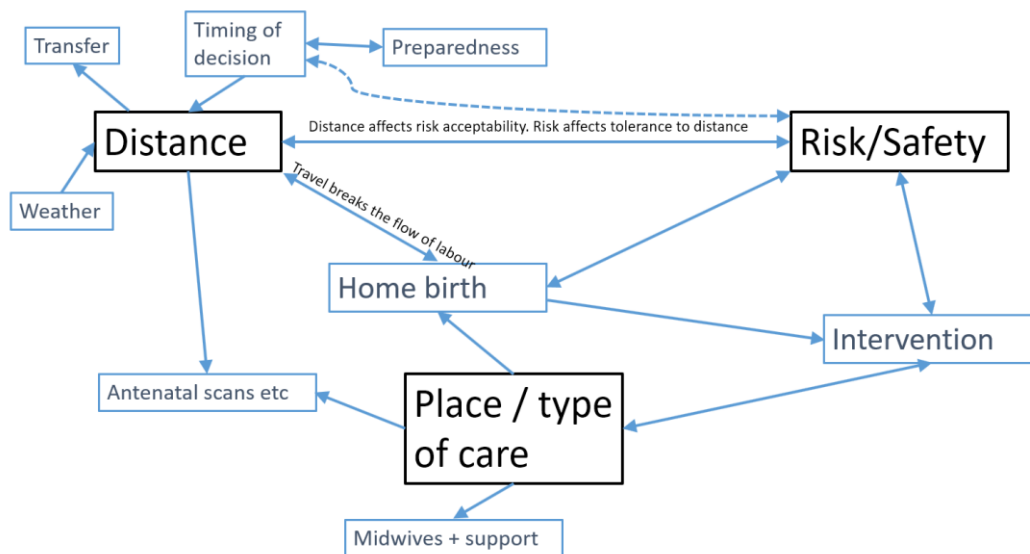 Timing of
decision
Transfer
Preparedness
Distance
Distance affects risk acceptability. Risk affects tolerance to distance
Risk/Safety
Weather
Travel breaks the flow of labour
Home birth
Intervention
Antenatal scans etc
Place / type
of care
Midwives + support